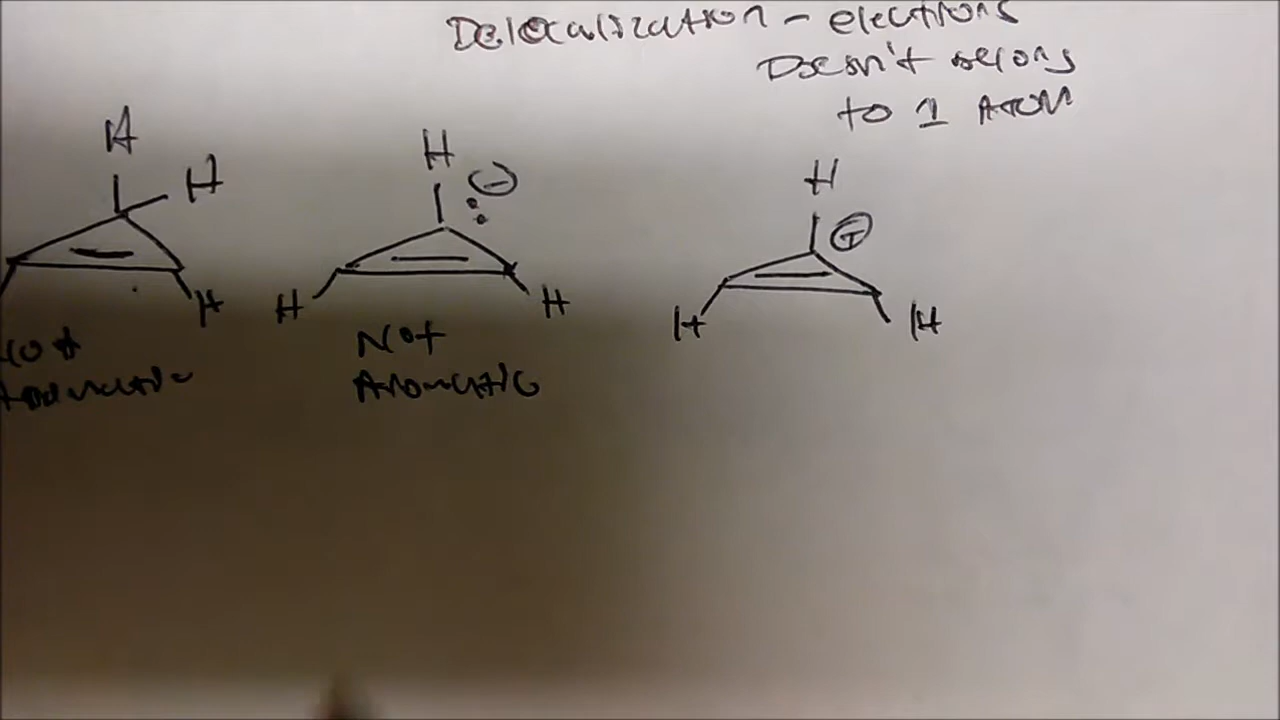 Delocalization - electrons
Doesn't belong
to 1 Atom
H
H
H
Not
Aromatic
H
H
H
Not
Aromatic
H
H
H